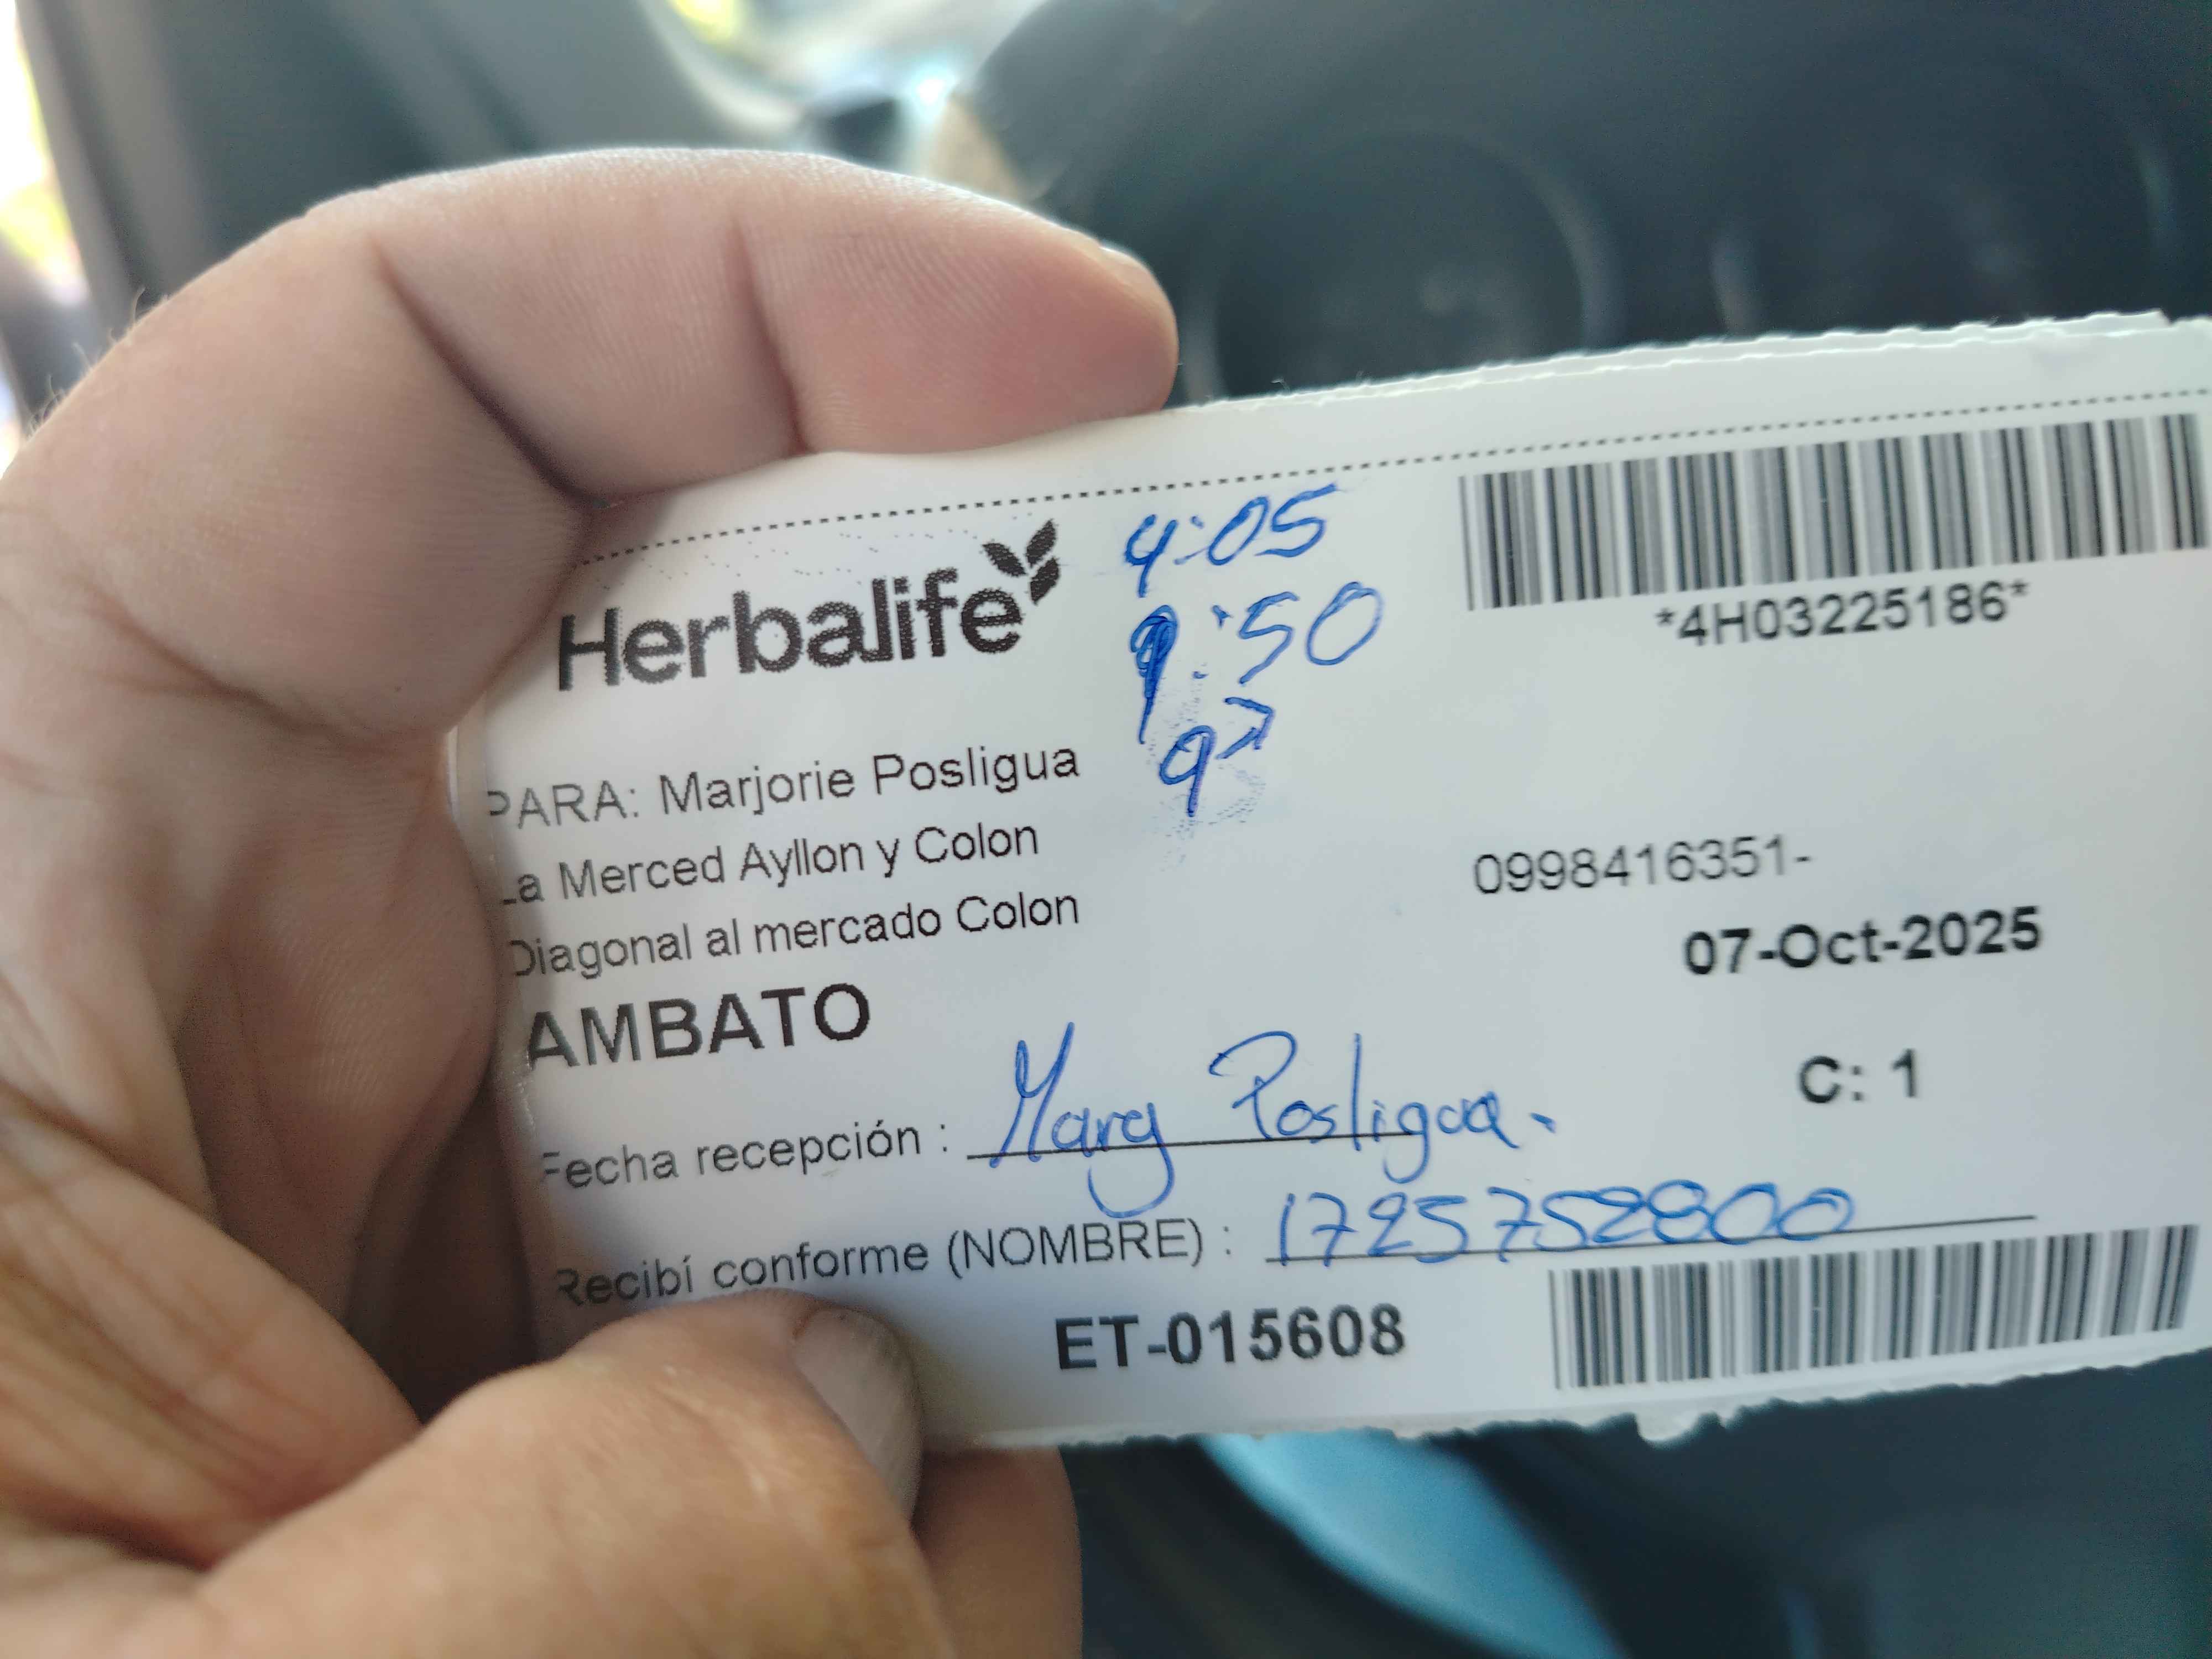 Herbalife
4:05
9:50
*4H03225186*
PARA: Marjorie Posligua
La Merced Ayllon y Colon
Diagonal al mercado Colon
0998416351-
07-Oct-2025
AMBATO
C: 1
Fecha recepción : Marg Posligua.
Recibí conforme (NOMBRE) : 1725752800
ET-015608